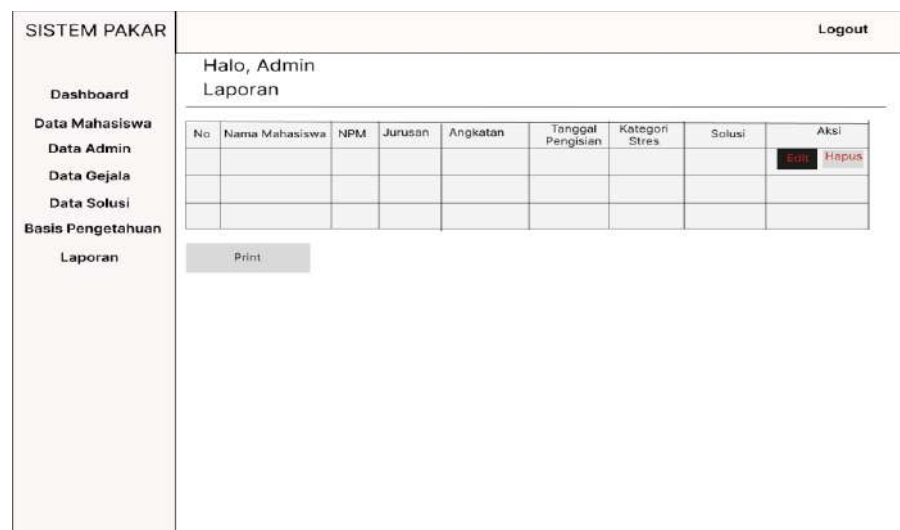 SISTEM PAKAR
Logout
Halo, Admin
Laporan
Dashboard
Data Mahasiswa
Data Admin
Data Gejala
Data Solusi
Basis Pengetahuan
Laporan
No Nama Mahasiswa NPM Jurusan Angkatan Tanggal Pengisian Kategori Stres Solusi Aksi
Edit Hapus
Print